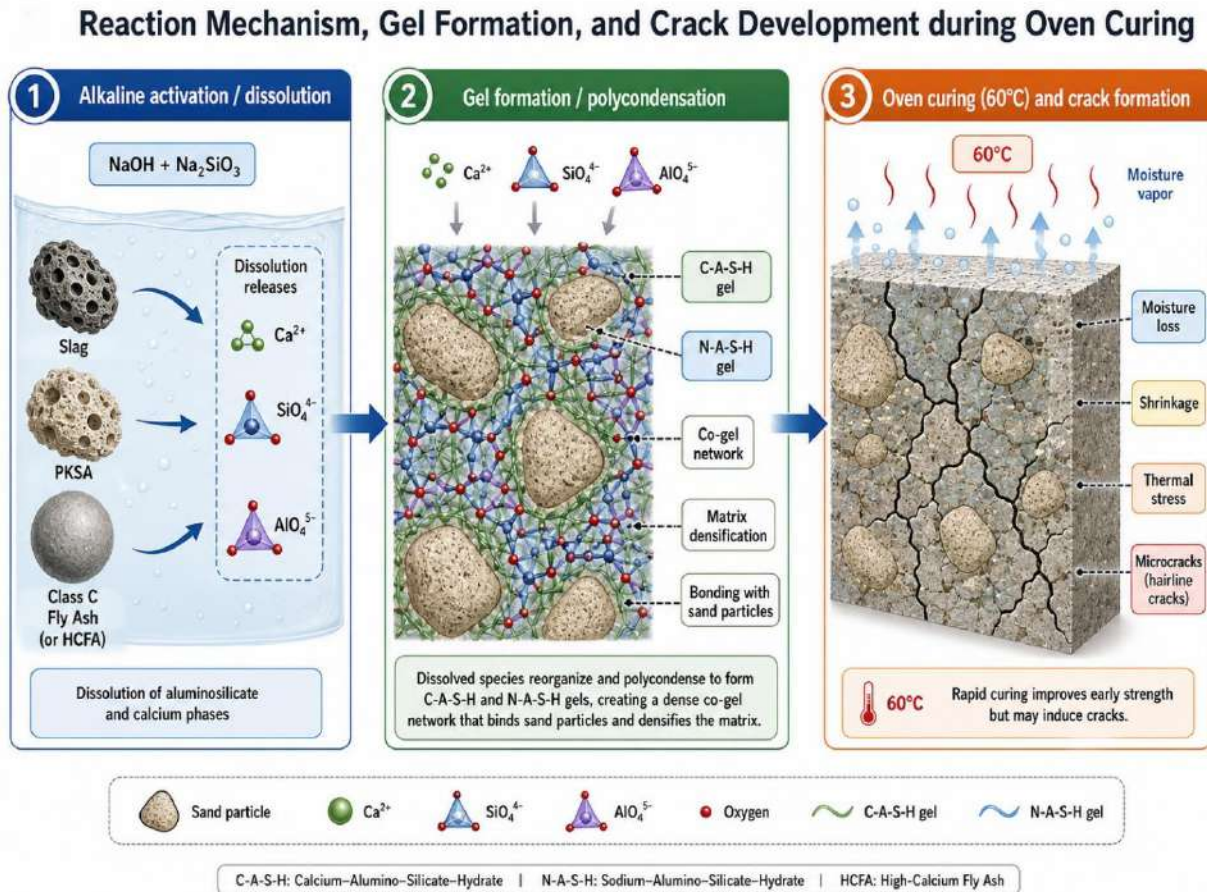 Reaction Mechanism, Gel Formation, and Crack Development during Oven Curing
1
Alkaline activation / dissolution
NaOH + Na₂SiO₃
Slag
PKSA
Class C
Fly Ash
(or HCFA)
Dissolution
releases
Ca²⁺
SiO₄⁴⁻
AlO₄⁵⁻
Dissolution of aluminosilicate
and calcium phases
2
Gel formation / polycondensation
Ca²⁺
SiO₄⁴⁻
AlO₄⁵⁻
C-A-S-H
gel
N-A-S-H
gel
Co-gel
network
Matrix
densification
Bonding with
sand particles
Dissolved species reorganize and polycondense to form
C-A-S-H and N-A-S-H gels, creating a dense co-gel
network that binds sand particles and densifies the matrix.
3
Oven curing (60°C) and crack formation
60°C
Moisture
vapor
Moisture
loss
Shrinkage
Thermal
stress
Microcracks
(hairline
cracks)
60°C
Rapid curing improves early strength
but may induce cracks.
Sand particle
Ca²⁺
SiO₄⁴⁻
AlO₄⁵⁻
Oxygen
C-A-S-H gel
N-A-S-H gel
C-A-S-H: Calcium–Alumino–Silicate–Hydrate | N-A-S-H: Sodium–Alumino–Silicate–Hydrate | HCFA: High-Calcium Fly Ash